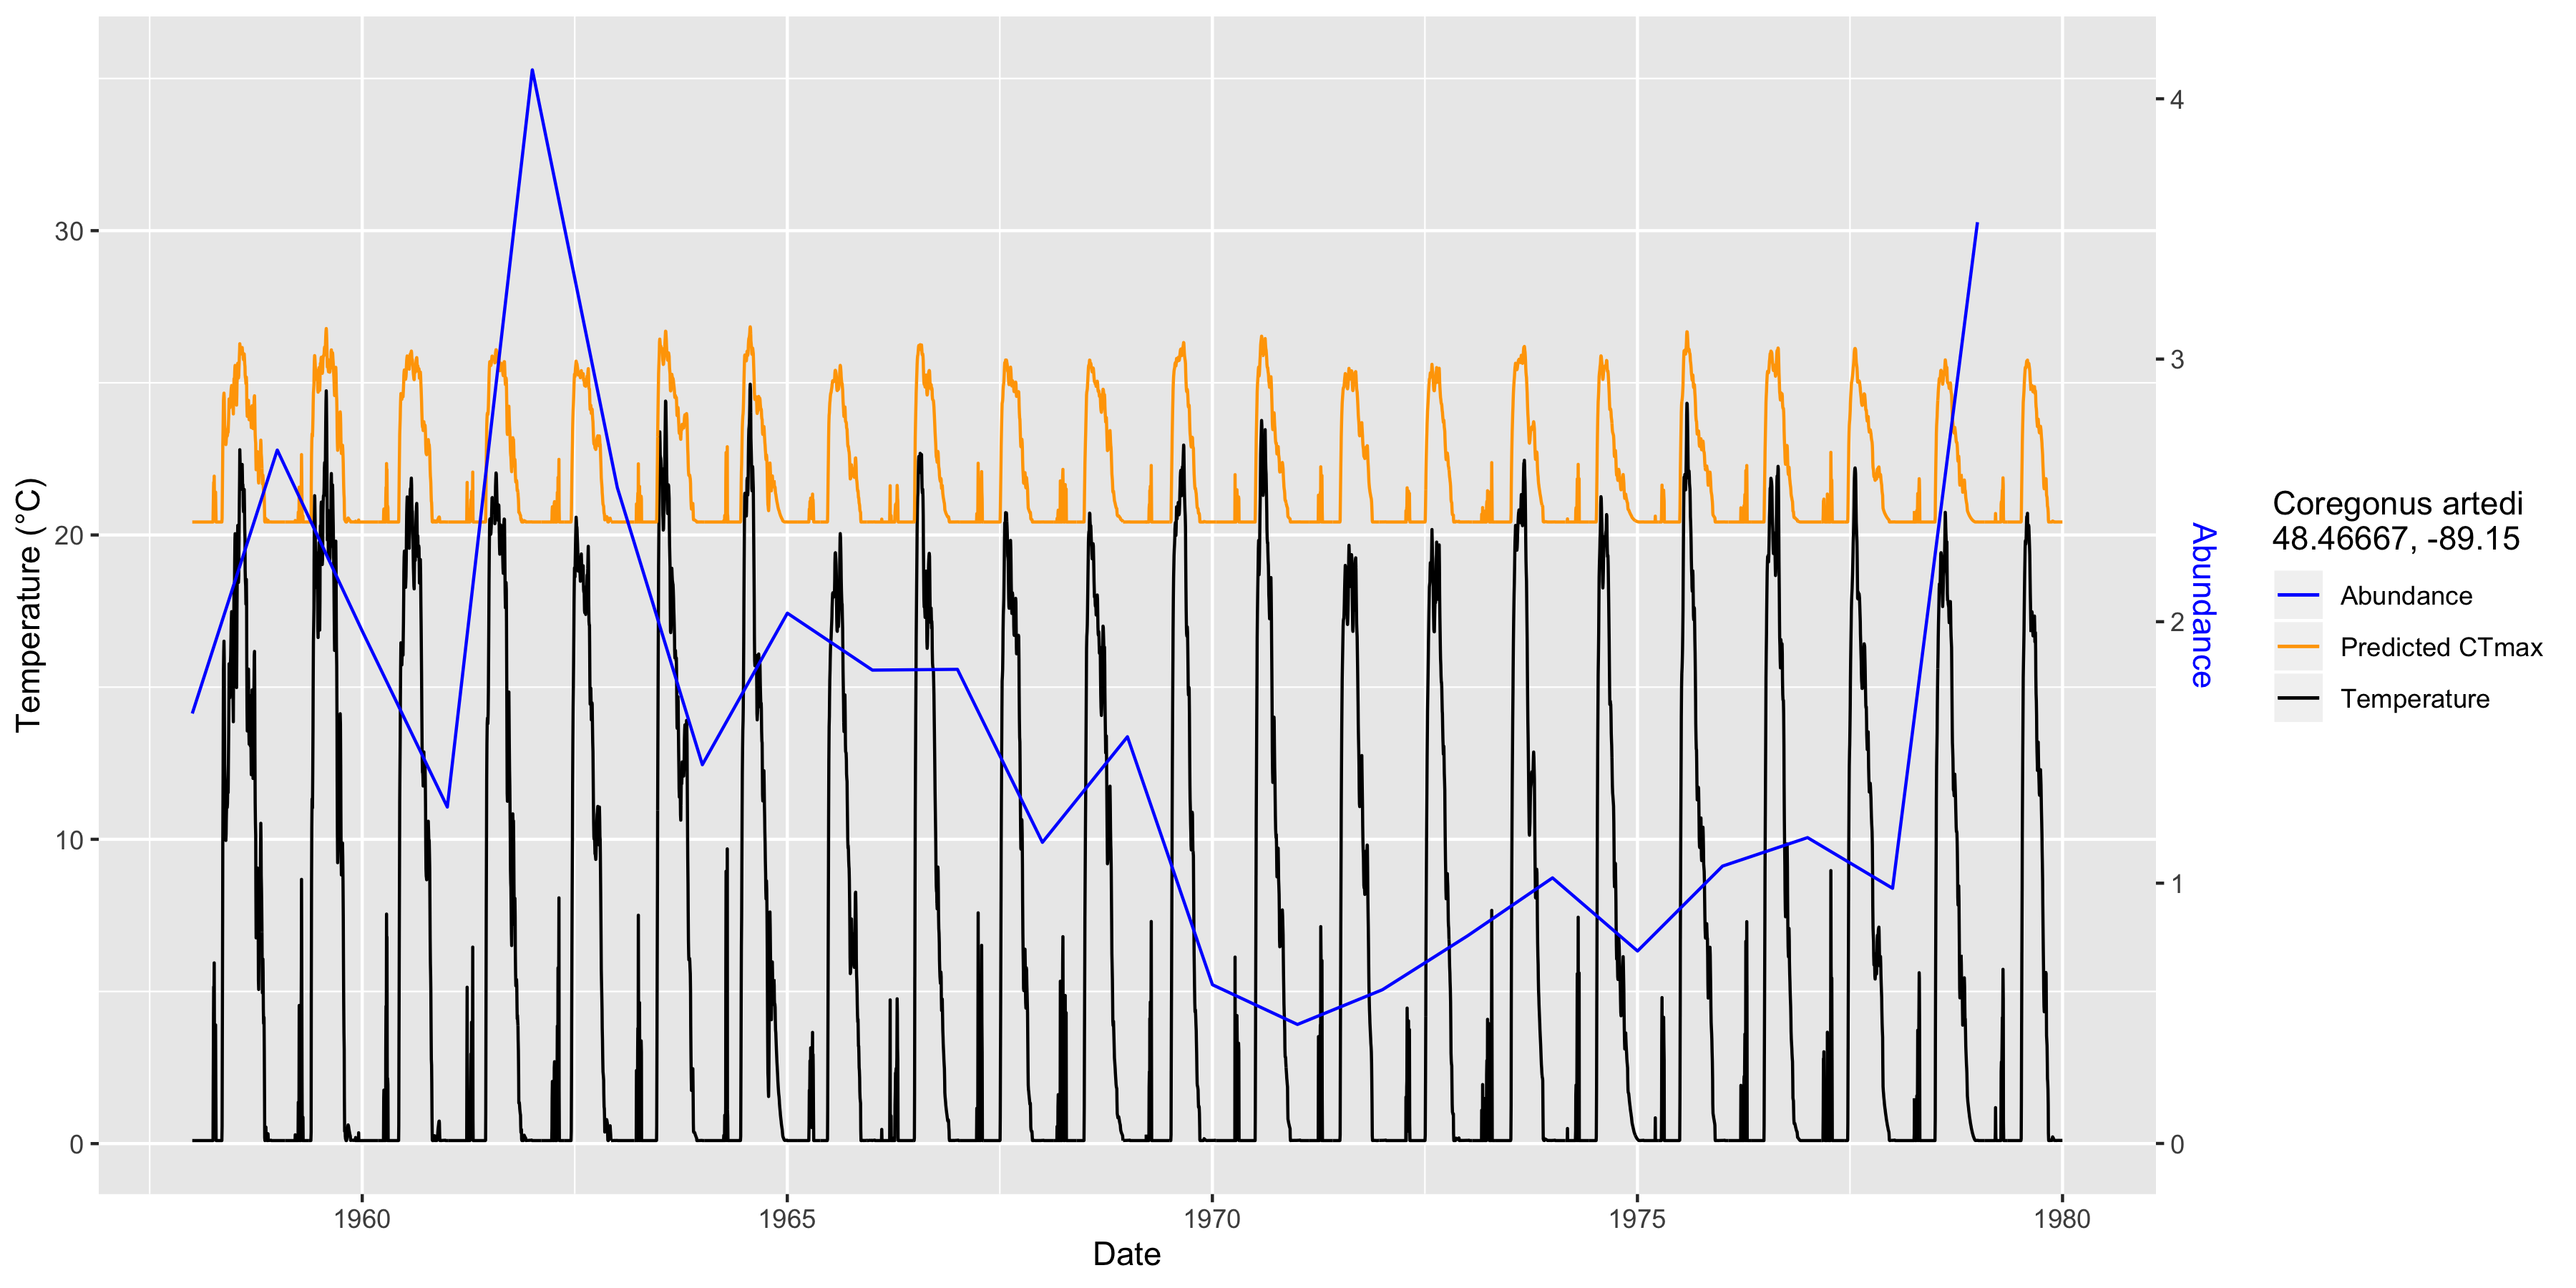 Temperature (°C)
30
20
10
0
1960
1965
1970
1975
1980
Date
4
3
2
1
0
Abundance
Coregonus artedi
48.46667, -89.15
Abundance
Predicted CTmax
Temperature